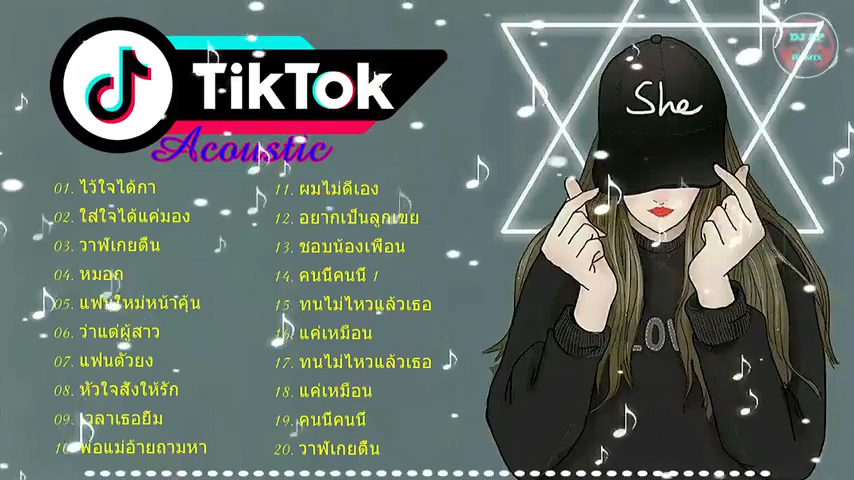 TikTok
Acoustic
DJ AP
REMIX
She
LOV
01. ไว้ใจได้กา
02. ใส่ใจได้แค่มอง
03. วาฬเกยตื้น
04. หมอก
05. แฟนใหม่หน้าคุ้น
06. ว่าแต่ผู้สาว
07. แฟนตัวยง
08. หัวใจสั่งให้รัก
09. เวลาเธอยิ้ม
10. พ่อแม่อ้ายถามหา
11. ผมไม่ดีเอง
12. อยากเป็นลูกเขย
13. ชอบน้องเพื่อน
14. คนนี้คนนี้ 1
15. ทนไม่ไหวแล้วเธอ
16. แค่เหมือน
17. ทนไม่ไหวแล้วเธอ
18. แค่เหมือน
19. คนนี้คนนี้
20. วาฬเกยตื้น